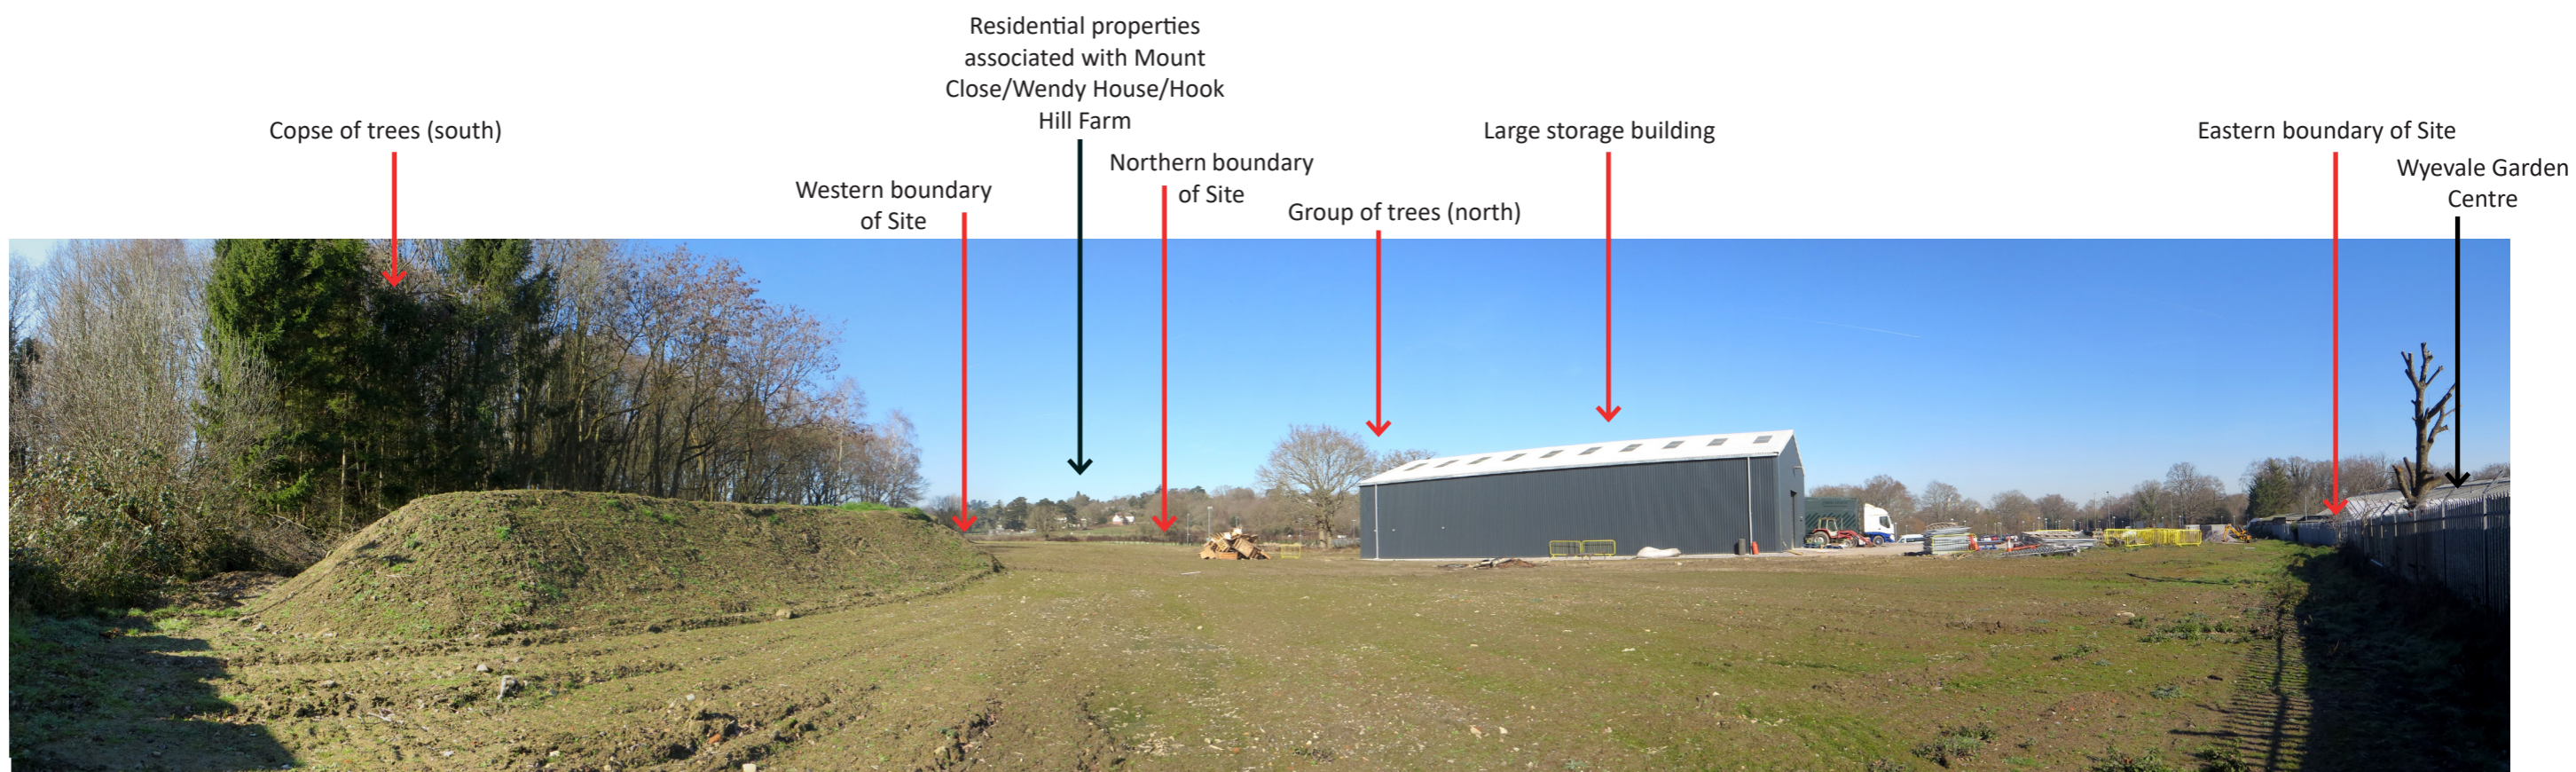 Residential properties
associated with Mount
Close/Wendy House/Hook
Hill Farm
Copse of trees (south)
Western boundary
of Site
Northern boundary
of Site
Group of trees (north)
Large storage building
Eastern boundary of Site
Wyevale Garden
Centre